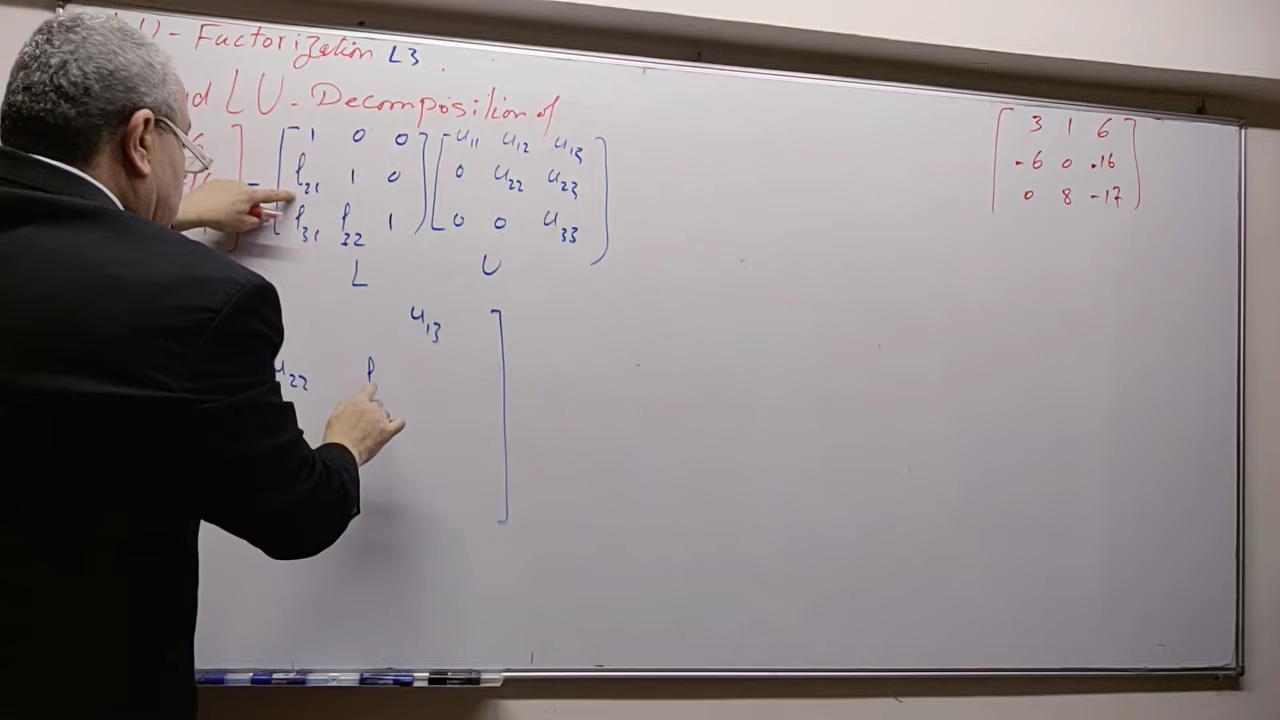 - Factorization L3
LU - Decomposition of
= [ 1 0 0 ] [ u11 u12 u13 ]
[ l21 1 0 ] [ 0 u22 u23 ]
[ l31 l32 1 ] [ 0 0 u33 ]
L U
u13 ]
u22 l
[ 3 1 6 ]
[ -6 0 -16 ]
[ 0 8 -17 ]